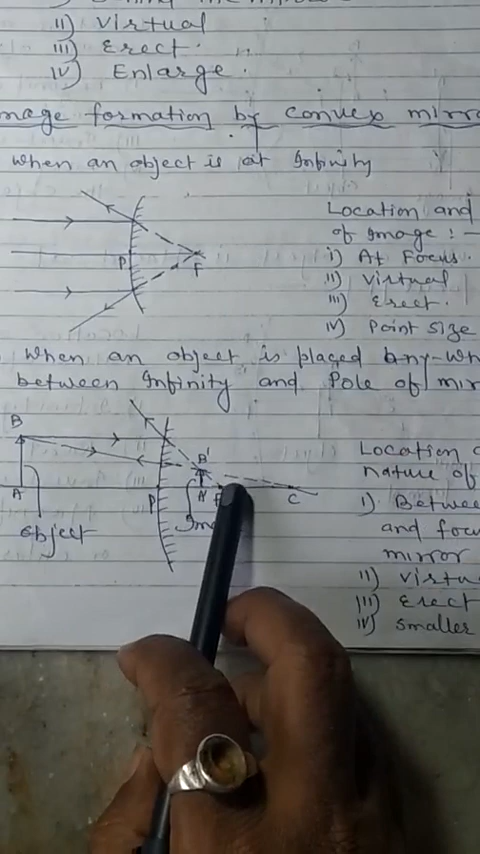 ii) Virtual
iii) Erect.
iv) Enlarge.
mage formation by convex mirro
When an object is at Infinity
Location and
of Image : -
i) At Focus.
ii) Virtual
iii) Erect.
iv) Point size
P
F
When an object is placed any-wh
between Infinity and Pole of mir
B
A
object
P
B'
A'
F
C
Ima
Location
nature of
i) Betwee
and focu
mirror
ii) Virtu
iii) Erect
iv) Smaller